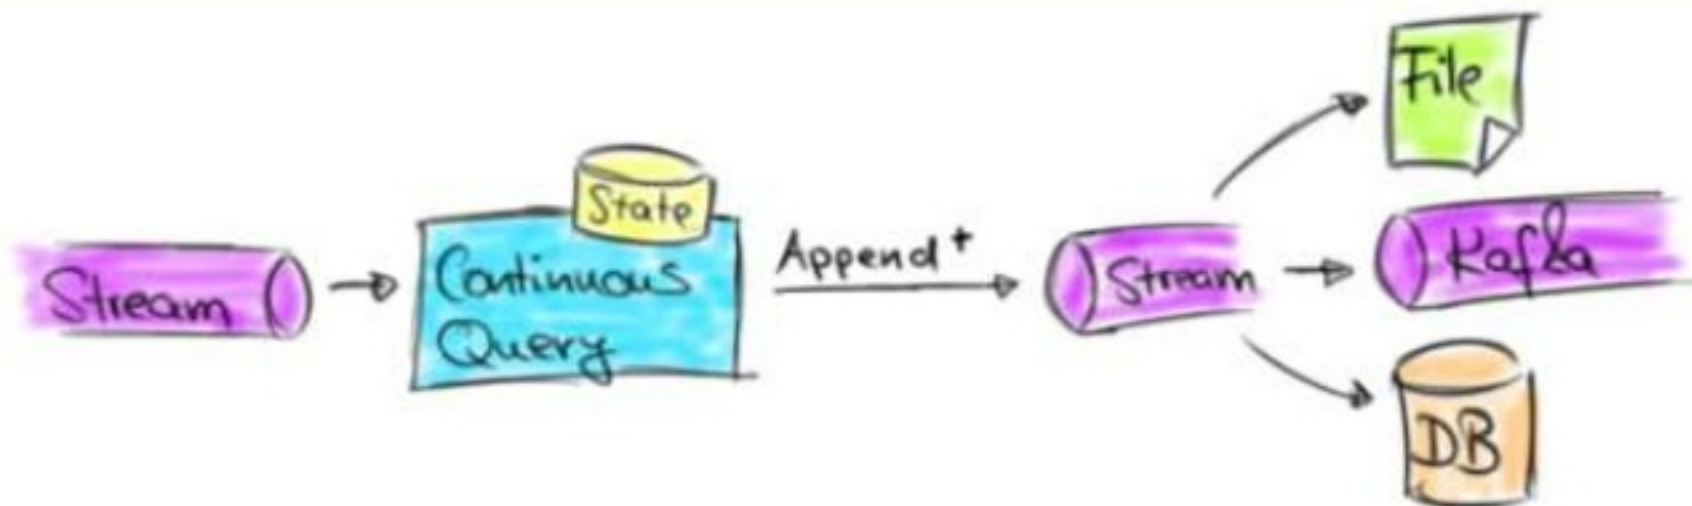 Stream
State
Continuous
Query
Append +
Stream
File
Kafka
DB